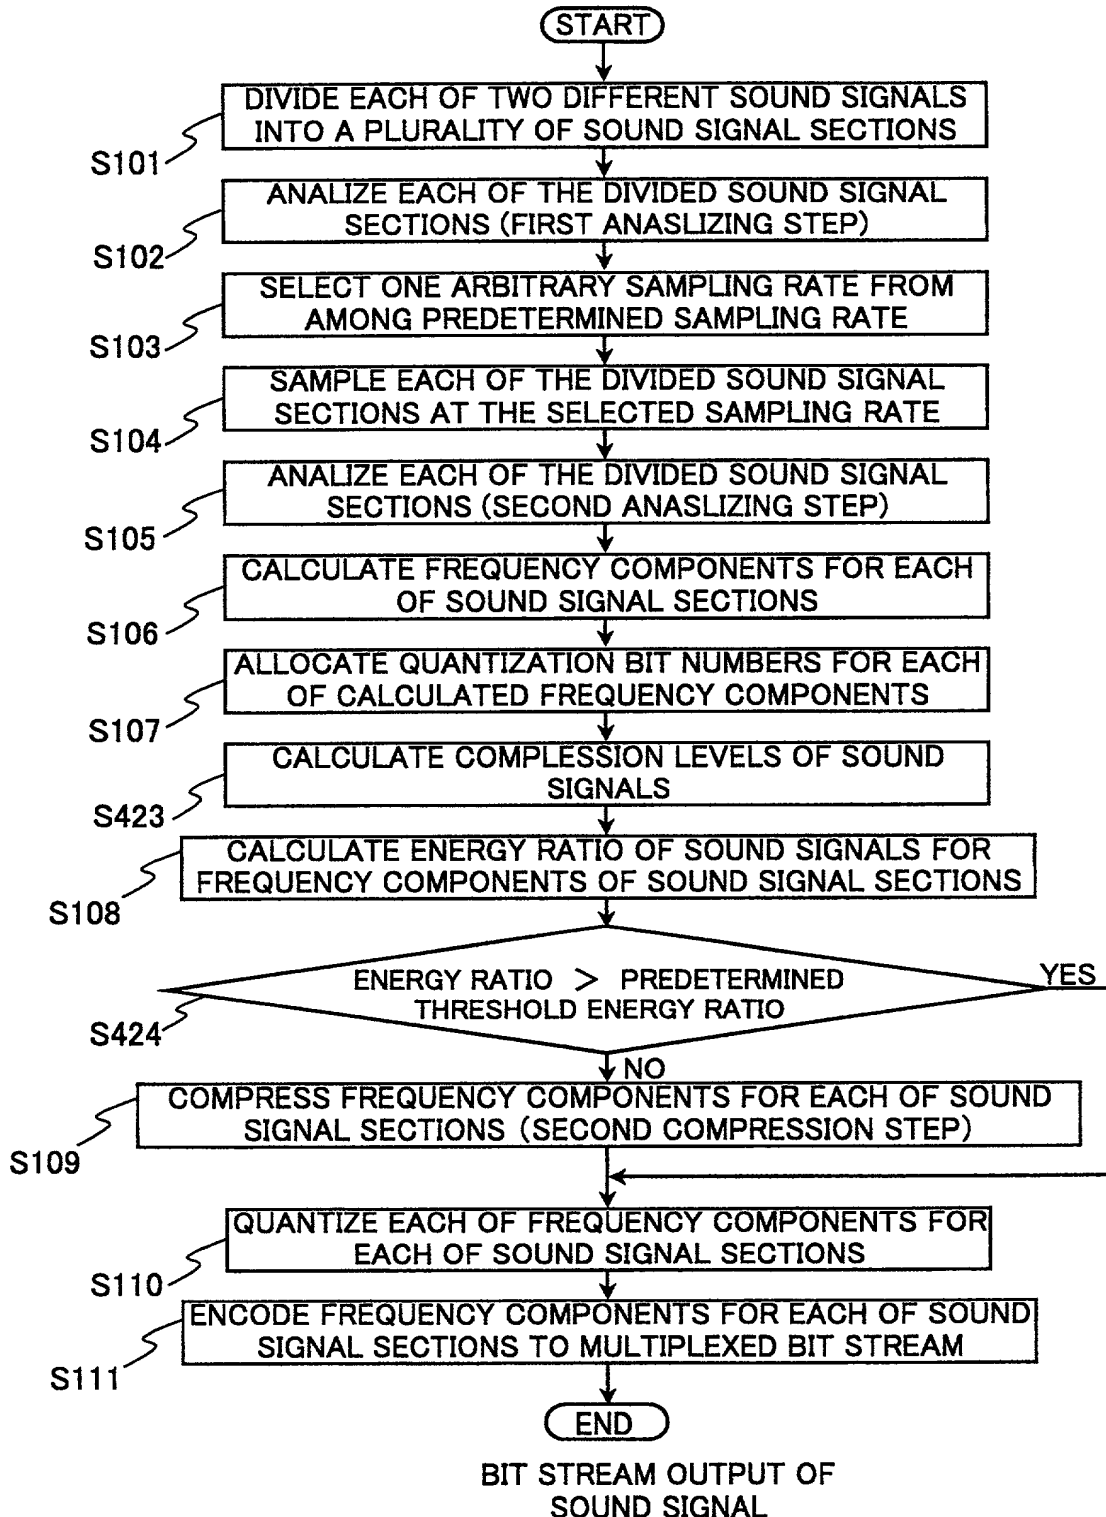 START
DIVIDE EACH OF TWO DIFFERENT SOUND SIGNALS
INTO A PLURALITY OF SOUND SIGNAL SECTIONS
S101
ANALIZE EACH OF THE DIVIDED SOUND SIGNAL
SECTIONS (FIRST ANASLIZING STEP)
S102
SELECT ONE ARBITRARY SAMPLING RATE FROM
AMONG PREDETERMINED SAMPLING RATE
S103
SAMPLE EACH OF THE DIVIDED SOUND SIGNAL
SECTIONS AT THE SELECTED SAMPLING RATE
S104
ANALIZE EACH OF THE DIVIDED SOUND SIGNAL
SECTIONS (SECOND ANASLIZING STEP)
S105
CALCULATE FREQUENCY COMPONENTS FOR EACH
OF SOUND SIGNAL SECTIONS
S106
ALLOCATE QUANTIZATION BIT NUMBERS FOR EACH
OF CALCULATED FREQUENCY COMPONENTS
S107
CALCULATE COMPLESSION LEVELS OF SOUND
SIGNALS
S423
CALCULATE ENERGY RATIO OF SOUND SIGNALS FOR
FREQUENCY COMPONENTS OF SOUND SIGNAL SECTIONS
S108
ENERGY RATIO > PREDETERMINED
THRESHOLD ENERGY RATIO
YES
S424
NO
COMPRESS FREQUENCY COMPONENTS FOR EACH OF SOUND
SIGNAL SECTIONS (SECOND COMPRESSION STEP)
S109
QUANTIZE EACH OF FREQUENCY COMPONENTS FOR
EACH OF SOUND SIGNAL SECTIONS
S110
ENCODE FREQUENCY COMPONENTS FOR EACH OF SOUND
SIGNAL SECTIONS TO MULTIPLEXED BIT STREAM
S111
END
BIT STREAM OUTPUT OF
SOUND SIGNAL